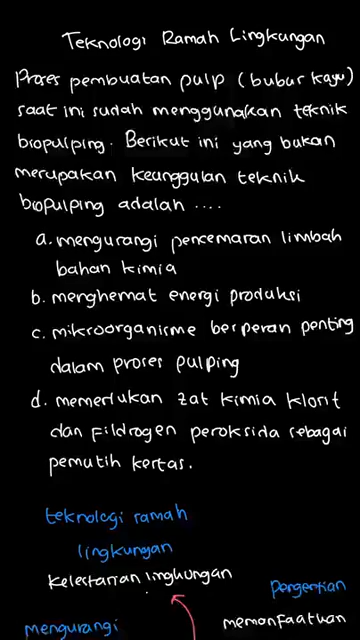 Teknologi Ramah Lingkungan
Proses pembuatan pulp (bubur kayu)
saat ini sudah menggunakan teknik
biopulping. Berikut ini yang bukan
merupakan keunggulan teknik
biopulping adalah ....
a. mengurangi pencemaran limbah
bahan kimia
b. menghemat energi produksi
c. mikroorganisme berperan penting
dalam proses pulping
d. memerlukan zat kimia klorit
dan Fildrogen peroksida sebagai
pemutih kertas.
teknologi ramah
lingkungan
Kelestarian lingkungan
pengertian
mengurangi
memanfaatkan